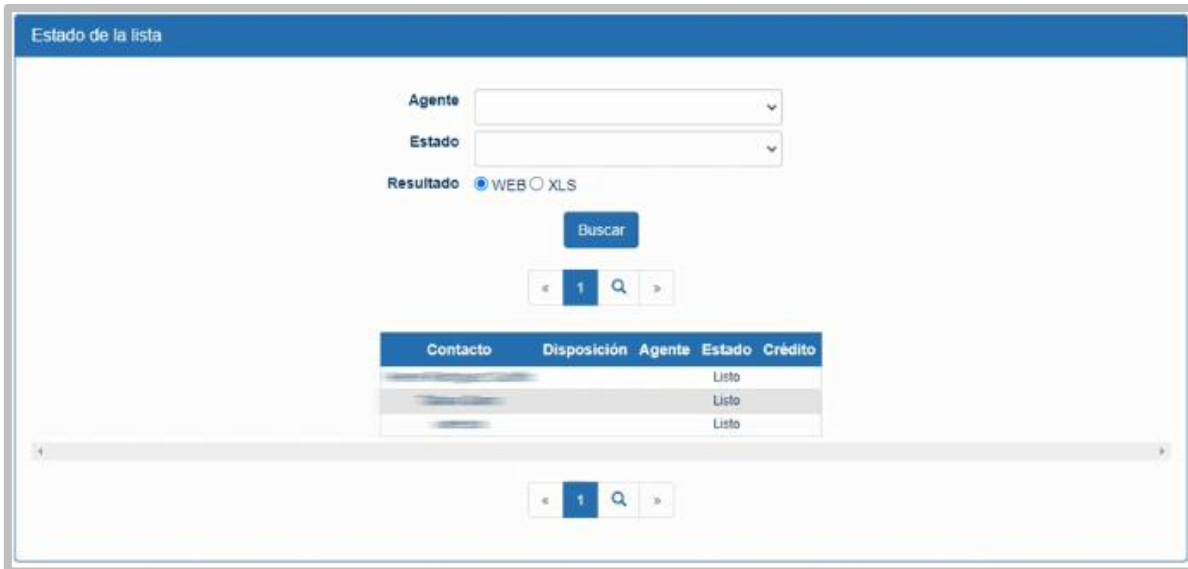 Estado de la lista
Agente
Estado
Resultado WEB XLS
Buscar
« 1 »
Contacto Disposición Agente Estado Crédito
Listo
Listo
Listo
« 1 »